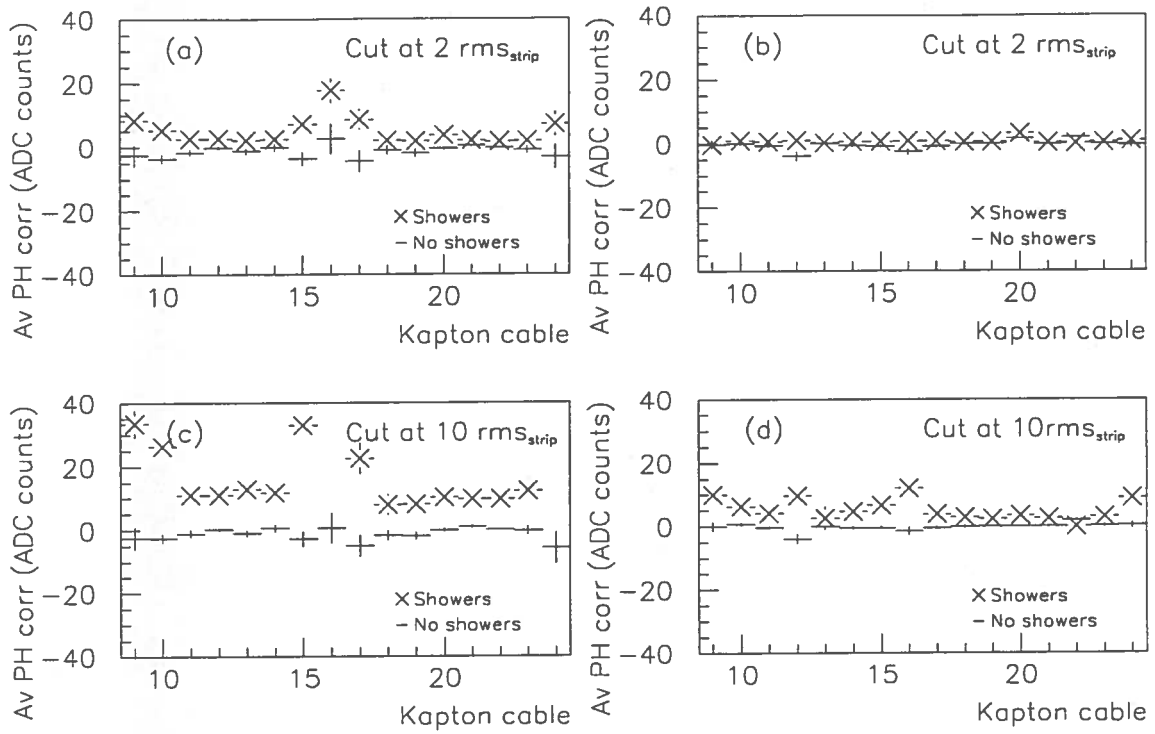 40
20
0
−20
−40
Av PH corr (ADC counts)
(a)
Cut at 2 rms_strip
× Showers
− No showers
10
15
20
Kapton cable
40
20
0
−20
−40
Av PH corr (ADC counts)
(b)
Cut at 2 rms_strip
× Showers
− No showers
10
15
20
Kapton cable
40
20
0
−20
−40
Av PH corr (ADC counts)
(c)
Cut at 10 rms_strip
× Showers
− No showers
10
15
20
Kapton cable
40
20
0
−20
−40
Av PH corr (ADC counts)
(d)
Cut at 10rms_strip
× Showers
− No showers
10
15
20
Kapton cable